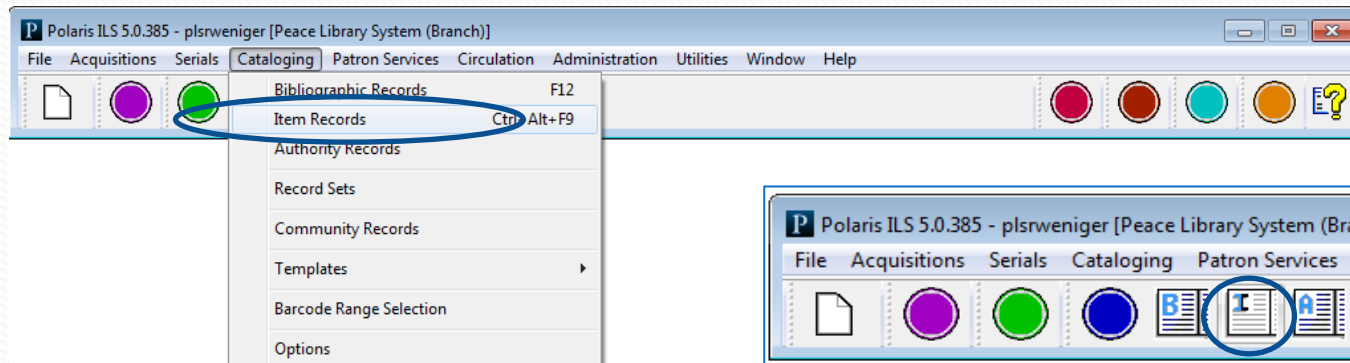 P Polaris ILS 5.0.385 - plsrweniger [Peace Library System (Branch)]
File Acquisitions Serials Cataloging Patron Services Circulation Administration Utilities Window Help
Bibliographic Records F12
Item Records Ctrl+Alt+F9
Authority Records
Record Sets
Community Records
Templates
Barcode Range Selection
Options
P Polaris ILS 5.0.385 - plsrweniger [Peace Library System (Bra
File Acquisitions Serials Cataloging Patron Services
B I A